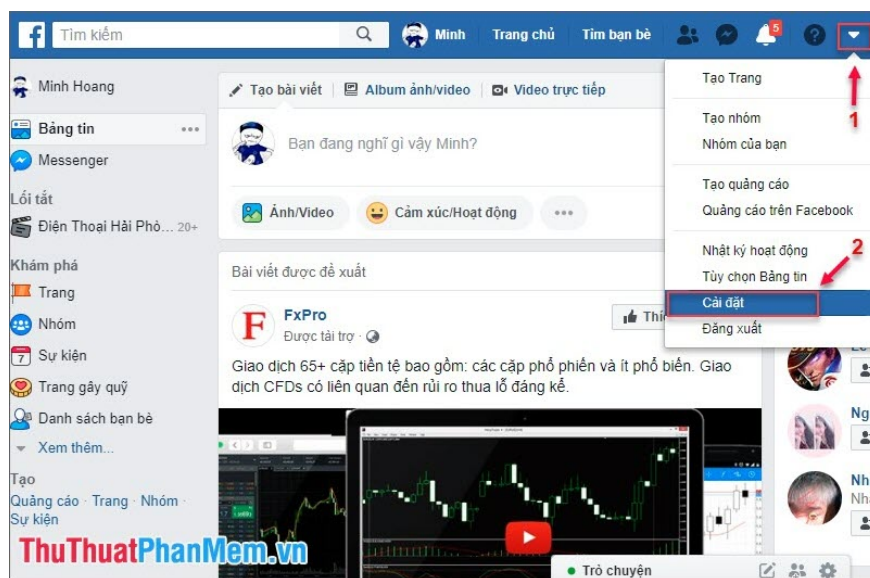 f
Tìm kiếm
Minh Trang chủ Tìm bạn bè
5
Minh Hoang
Bảng tin
Messenger
Lối tắt
Điện Thoại Hải Phò... 20+
Khám phá
Trang
Nhóm
7 Sự kiện
Trang gây quỹ
Danh sách bạn bè
Xem thêm...
Tạo
Quảng cáo · Trang · Nhóm ·
Sự kiện
Tạo bài viết Album ảnh/video Video trực tiếp
Bạn đang nghĩ gì vậy Minh?
Ảnh/Video Cảm xúc/Hoạt động
Bài viết được đề xuất
F
FxPro
Được tài trợ ·
Giao dịch 65+ cặp tiền tệ bao gồm: các cặp phổ phiến và ít phổ biến. Giao
dịch CFDs có liên quan đến rủi ro thua lỗ đáng kể.
Tạo Trang
1
Tạo nhóm
Nhóm của bạn
Tạo quảng cáo
Quảng cáo trên Facebook
Nhật ký hoạt động
2
Tùy chọn Bảng tin
Cài đặt
Đăng xuất
Trò chuyện
ThuThuatPhanMem.vn